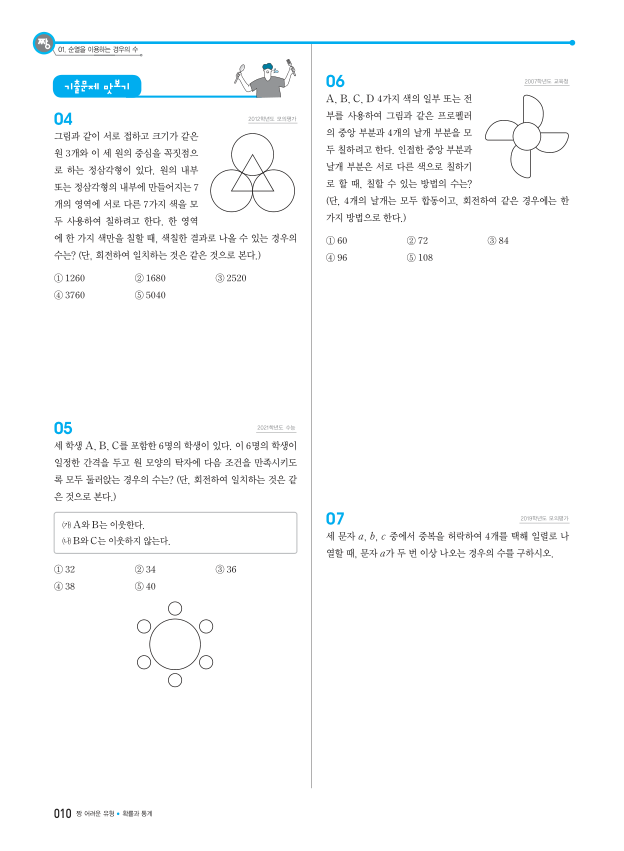 짱
01. 순열을 이용하는 경우의 수
기출문제 맛보기
04
2012학년도 모의평가
그림과 같이 서로 접하고 크기가 같은
원 3개와 이 세 원의 중심을 꼭짓점으
로 하는 정삼각형이 있다. 원의 내부
또는 정삼각형의 내부에 만들어지는 7
개의 영역에 서로 다른 7가지 색을 모
두 사용하여 칠하려고 한다. 한 영역
에 한 가지 색만을 칠할 때, 색칠한 결과로 나올 수 있는 경우의
수는? (단, 회전하여 일치하는 것은 같은 것으로 본다.)
① 1260 ② 1680 ③ 2520
④ 3760 ⑤ 5040
05
2021학년도 수능
세 학생 A, B, C를 포함한 6명의 학생이 있다. 이 6명의 학생이
일정한 간격을 두고 원 모양의 탁자에 다음 조건을 만족시키도
록 모두 둘러앉는 경우의 수는? (단, 회전하여 일치하는 것은 같
은 것으로 본다.)
㈎ A와 B는 이웃한다.
㈏ B와 C는 이웃하지 않는다.
① 32 ② 34 ③ 36
④ 38 ⑤ 40
06
2007학년도 교육청
A, B, C, D 4가지 색의 일부 또는 전
부를 사용하여 그림과 같은 프로펠러
의 중앙 부분과 4개의 날개 부분을 모
두 칠하려고 한다. 인접한 중앙 부분과
날개 부분은 서로 다른 색으로 칠하기
로 할 때, 칠할 수 있는 방법의 수는?
(단, 4개의 날개는 모두 합동이고, 회전하여 같은 경우에는 한
가지 방법으로 한다.)
① 60 ② 72 ③ 84
④ 96 ⑤ 108
07
2019학년도 모의평가
세 문자 a, b, c 중에서 중복을 허락하여 4개를 택해 일렬로 나
열할 때, 문자 a가 두 번 이상 나오는 경우의 수를 구하시오.
010 짱 어려운 유형 • 확률과 통계